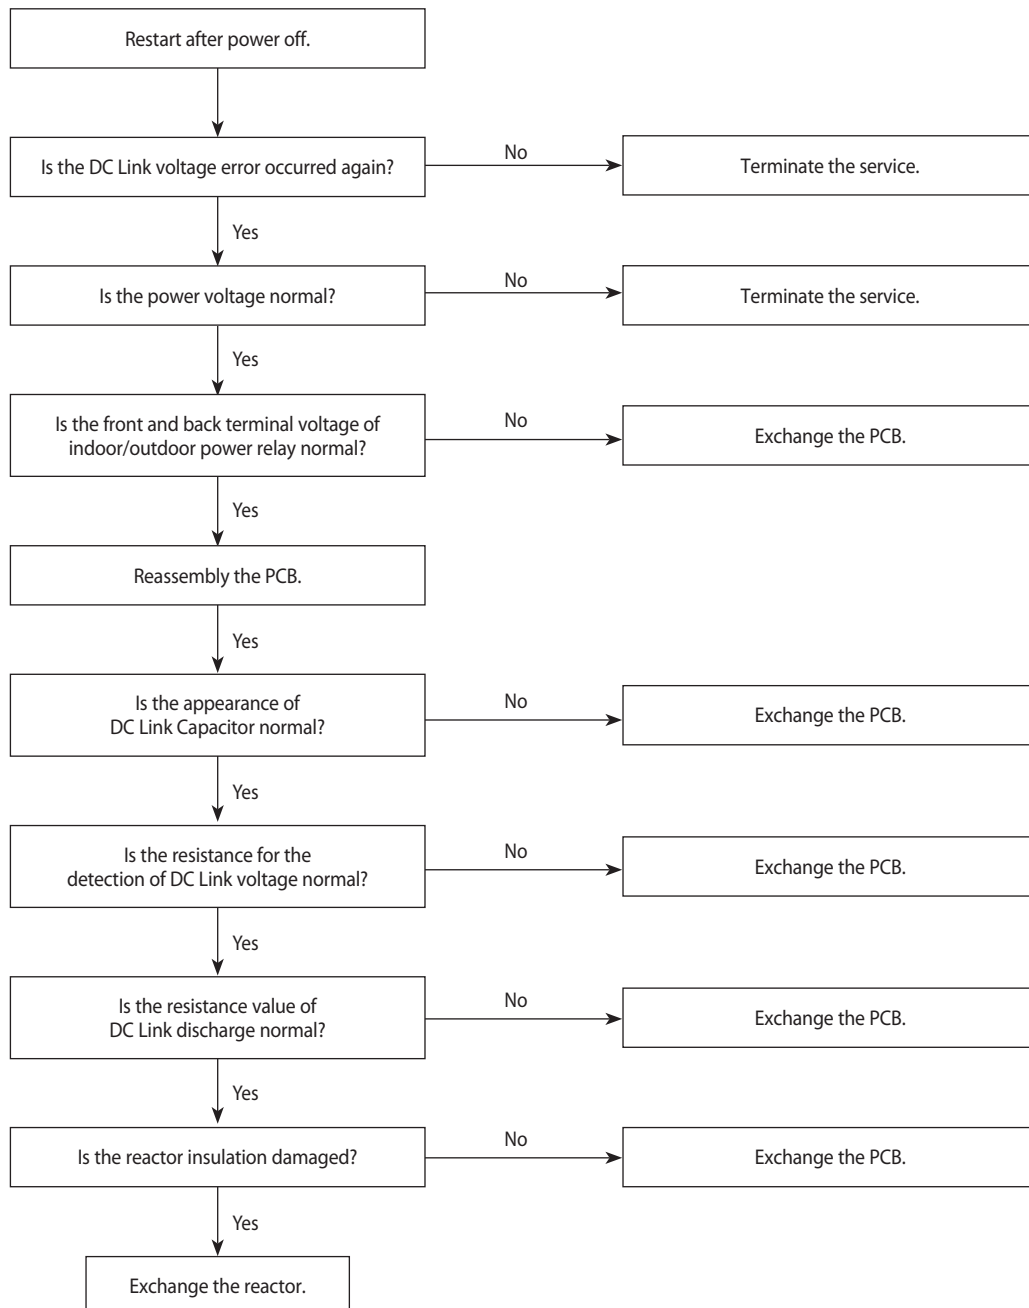 Restart after power off.
Is the DC Link voltage error occurred again?
No
Terminate the service.
Yes
Is the power voltage normal?
No
Terminate the service.
Yes
Is the front and back terminal voltage of
indoor/outdoor power relay normal?
No
Exchange the PCB.
Yes
Reassembly the PCB.
Yes
Is the appearance of
DC Link Capacitor normal?
No
Exchange the PCB.
Yes
Is the resistance for the
detection of DC Link voltage normal?
No
Exchange the PCB.
Yes
Is the resistance value of
DC Link discharge normal?
No
Exchange the PCB.
Yes
Is the reactor insulation damaged?
No
Exchange the PCB.
Yes
Exchange the reactor.